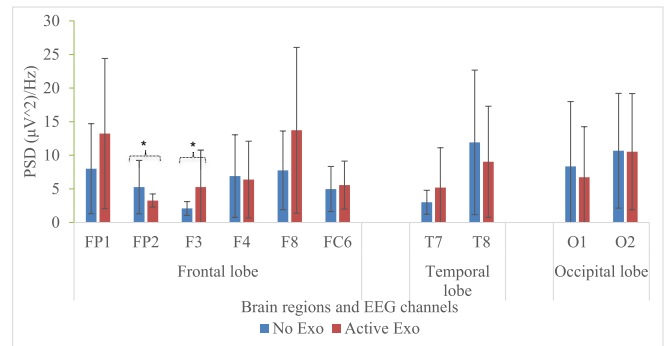 PSD (µV^2)/Hz
30
25
20
15
10
5
0
* *
FP1 FP2 F3 F4 F8 FC6 T7 T8 O1 O2
Frontal lobe Temporal lobe Occipital lobe
Brain regions and EEG channels
No Exo Active Exo